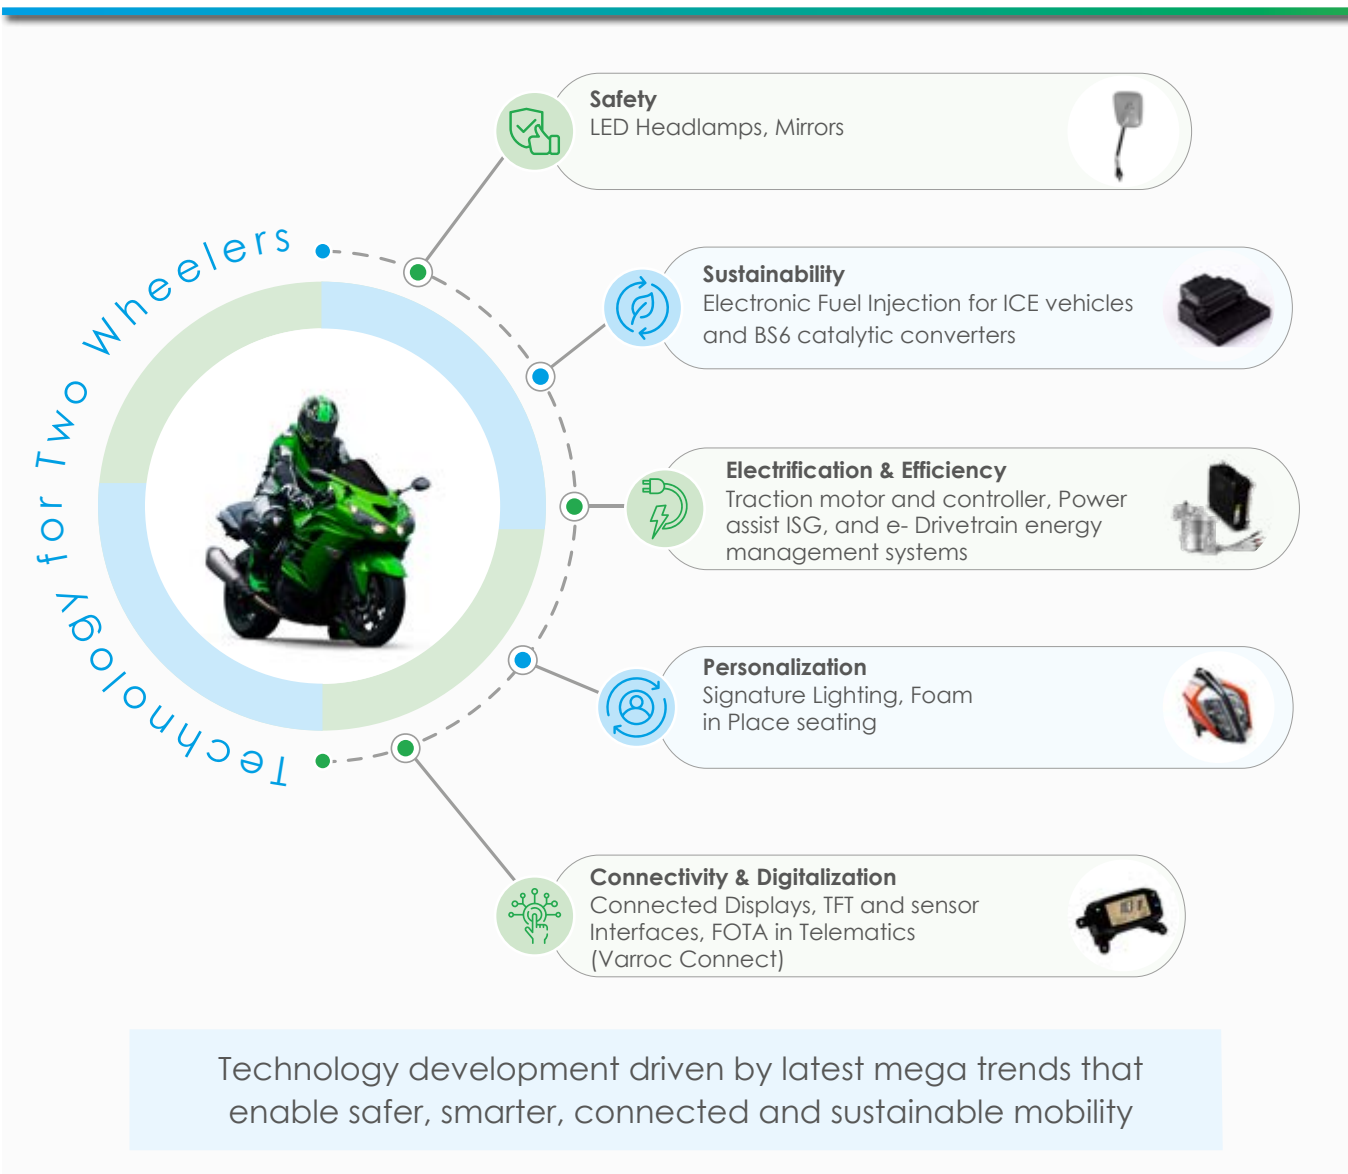 Technology for Two Wheelers
Safety
LED Headlamps, Mirrors
Sustainability
Electronic Fuel Injection for ICE vehicles
and BS6 catalytic converters
Electrification & Efficiency
Traction motor and controller, Power
assist ISG, and e- Drivetrain energy
management systems
Personalization
Signature Lighting, Foam
in Place seating
Connectivity & Digitalization
Connected Displays, TFT and sensor
Interfaces, FOTA in Telematics
(Varroc Connect)
Technology development driven by latest mega trends that
enable safer, smarter, connected and sustainable mobility